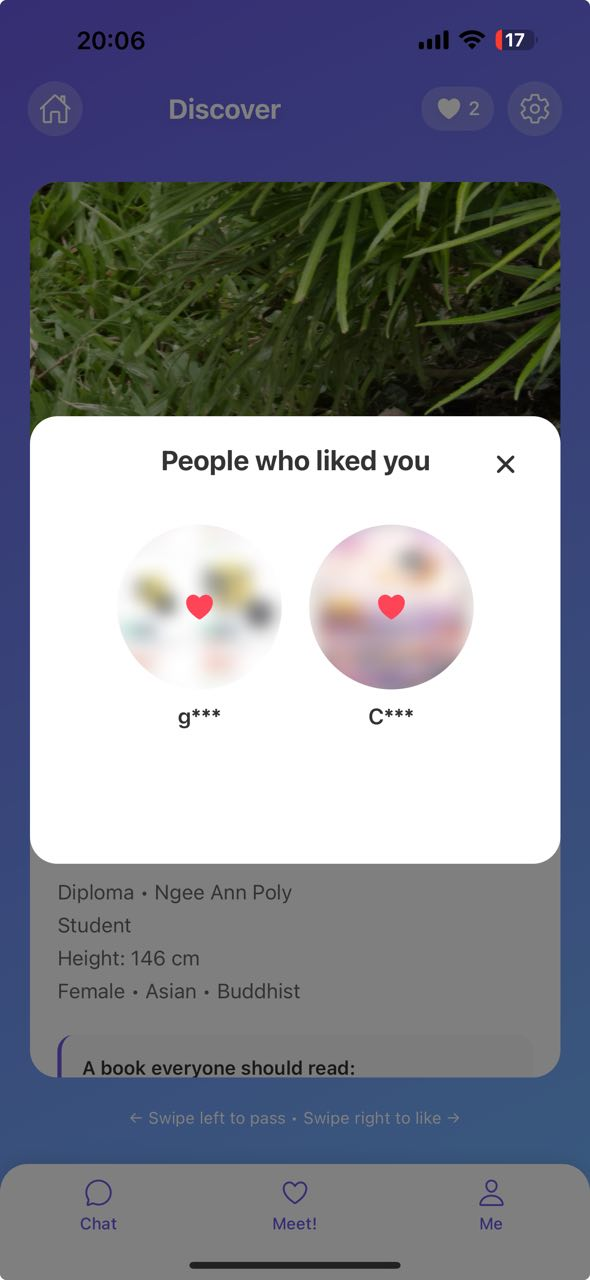 20:06
17
Discover
2
People who liked you
g***
C***
Diploma • Ngee Ann Poly
Student
Height: 146 cm
Female • Asian • Buddhist
A book everyone should read:
← Swipe left to pass • Swipe right to like →
Chat
Meet!
Me